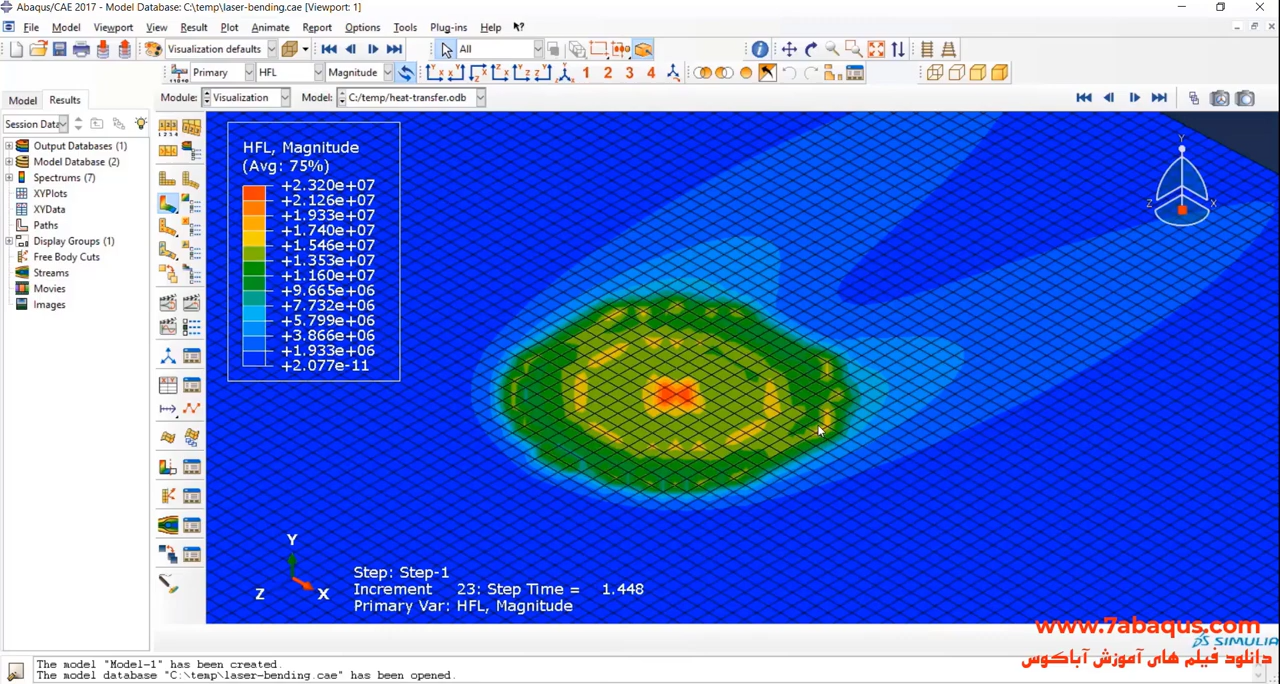 Abaqus/CAE 2017 - Model Database: C:\temp\laser-bending.cae [Viewport: 1]
File Model Viewport View Result Plot Animate Report Options Tools Plug-ins Help
Visualization defaults All
Primary HFL Magnitude 1 2 3 4
Model Results Module: Visualization Model: C:/temp/heat-transfer.odb
Session Data
Output Databases (1)
Model Database (2)
Spectrums (7)
XYPlots
XYData
Paths
Display Groups (1)
Free Body Cuts
Streams
Movies
Images
HFL, Magnitude
(Avg: 75%)
+2.320e+07
+2.126e+07
+1.933e+07
+1.740e+07
+1.546e+07
+1.353e+07
+1.160e+07
+9.665e+06
+7.732e+06
+5.799e+06
+3.866e+06
+1.933e+06
+2.077e-11
Y
Z X
Y
Z X
Step: Step-1
Increment 23: Step Time = 1.448
Primary Var: HFL, Magnitude
www.7abaqus.com
SIMULIA
دانلود فیلم های آموزش آباکوس
The model "Model-1" has been created.
The model database "C:\temp\laser-bending.cae" has been opened.